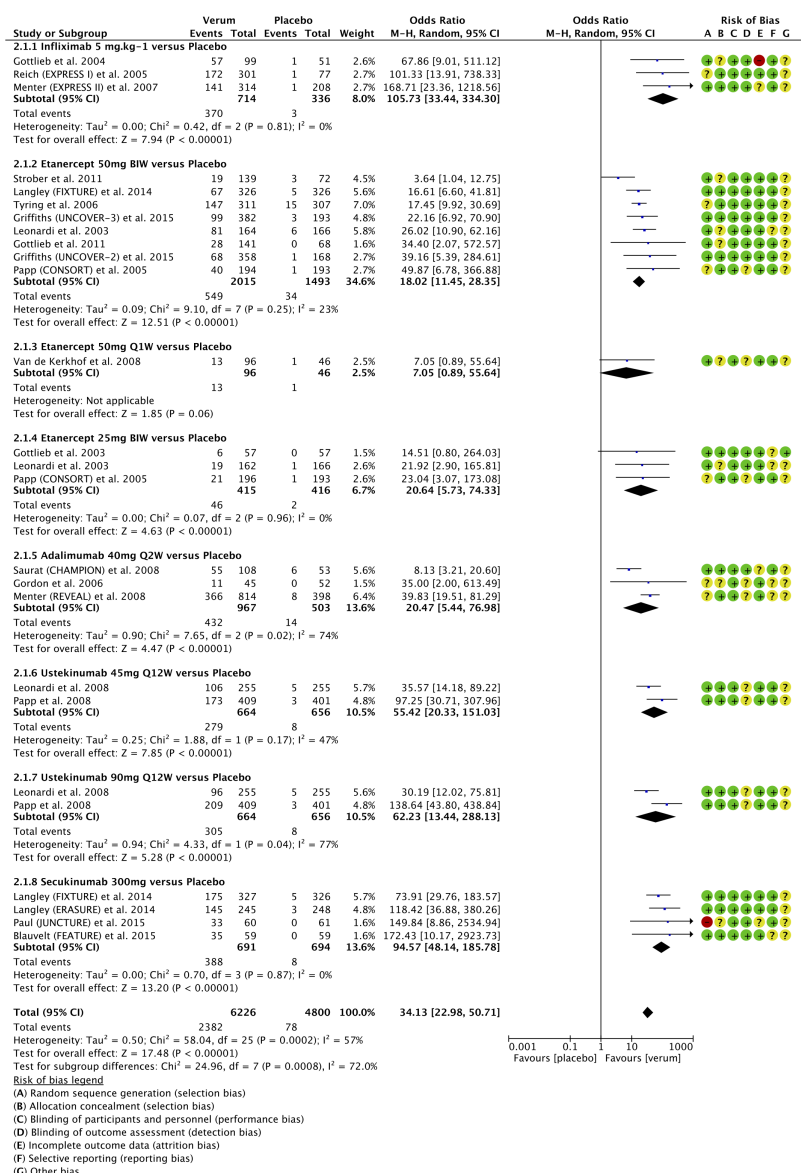 Verum Placebo Odds Ratio Odds Ratio Risk of Bias
Study or Subgroup Events Total Events Total Weight M-H, Random, 95% CI M-H, Random, 95% CI A B C D E F G
2.1.1 Infliximab 5 mg.kg-1 versus Placebo
Gottlieb et al. 2004 57 99 1 51 2.6% 67.86 [9.01, 511.12] + ? + + - + ?
Reich (EXPRESS I) et al. 2005 172 301 1 77 2.7% 101.33 [13.91, 738.33] ? + + + + + ?
Menter (EXPRESS II) et al. 2007 141 314 1 208 2.7% 168.71 [23.36, 1218.56] + + + + ? + ?
Subtotal (95% CI) 714 336 8.0% 105.73 [33.44, 334.30]
Total events 370 3
Heterogeneity: Tau² = 0.00; Chi² = 0.42, df = 2 (P = 0.81); I² = 0%
Test for overall effect: Z = 7.94 (P < 0.00001)
2.1.2 Etanercept 50mg BIW versus Placebo
Strober et al. 2011 19 139 3 72 4.5% 3.64 [1.04, 12.75] + ? + + + + ?
Langley (FIXTURE) et al. 2014 67 326 5 326 5.6% 16.61 [6.60, 41.81] + + + + + + ?
Tyring et al. 2006 147 311 15 307 7.0% 17.45 [9.92, 30.69] ? + + + + + ?
Griffiths (UNCOVER-3) et al. 2015 99 382 3 193 4.8% 22.16 [6.92, 70.90] + + + + + + ?
Leonardi et al. 2003 81 164 6 166 5.8% 26.02 [10.90, 62.16] + ? + + + ? ?
Gottlieb et al. 2011 28 141 0 68 1.6% 34.40 [2.07, 572.57] + + + + + + ?
Griffiths (UNCOVER-2) et al. 2015 68 358 1 168 2.7% 39.16 [5.39, 284.61] + + + + + + ?
Papp (CONSORT) et al. 2005 40 194 1 193 2.7% 49.87 [6.78, 366.88] ? + + ? + + ?
Subtotal (95% CI) 2015 1493 34.6% 18.02 [11.45, 28.35]
Total events 549 34
Heterogeneity: Tau² = 0.09; Chi² = 9.10, df = 7 (P = 0.25); I² = 23%
Test for overall effect: Z = 12.51 (P < 0.00001)
2.1.3 Etanercept 50mg Q1W versus Placebo
Van de Kerkhof et al. 2008 13 96 1 46 2.5% 7.05 [0.89, 55.64] + ? + ? + + ?
Subtotal (95% CI) 96 46 2.5% 7.05 [0.89, 55.64]
Total events 13 1
Heterogeneity: Not applicable
Test for overall effect: Z = 1.85 (P = 0.06)
2.1.4 Etanercept 25mg BIW versus Placebo
Gottlieb et al. 2003 6 57 0 57 1.5% 14.51 [0.80, 264.03] + + + + + ? +
Leonardi et al. 2003 19 162 1 166 2.6% 21.92 [2.90, 165.81] + ? + + + ? ?
Papp (CONSORT) et al. 2005 21 196 1 193 2.6% 23.04 [3.07, 173.08] ? + + ? + + ?
Subtotal (95% CI) 415 416 6.7% 20.64 [5.73, 74.33]
Total events 46 2
Heterogeneity: Tau² = 0.00; Chi² = 0.07, df = 2 (P = 0.96); I² = 0%
Test for overall effect: Z = 4.63 (P < 0.00001)
2.1.5 Adalimumab 40mg Q2W versus Placebo
Saurat (CHAMPION) et al. 2008 55 108 6 53 5.6% 8.13 [3.21, 20.60] + + + + ? + ?
Gordon et al. 2006 11 45 0 52 1.5% 35.00 [2.00, 613.49] ? ? + ? + + ?
Menter (REVEAL) et al. 2008 366 814 8 398 6.4% 39.83 [19.51, 81.29] ? + + + + + ?
Subtotal (95% CI) 967 503 13.6% 20.47 [5.44, 76.98]
Total events 432 14
Heterogeneity: Tau² = 0.90; Chi² = 7.65, df = 2 (P = 0.02); I² = 74%
Test for overall effect: Z = 4.47 (P < 0.00001)
2.1.6 Ustekinumab 45mg Q12W versus Placebo
Leonardi et al. 2008 106 255 5 255 5.7% 35.57 [14.18, 89.22] + + + ? + + ?
Papp et al. 2008 173 409 3 401 4.8% 97.25 [30.71, 307.96] + + + ? + + ?
Subtotal (95% CI) 664 656 10.5% 55.42 [20.33, 151.03]
Total events 279 8
Heterogeneity: Tau² = 0.25; Chi² = 1.88, df = 1 (P = 0.17); I² = 47%
Test for overall effect: Z = 7.85 (P < 0.00001)
2.1.7 Ustekinumab 90mg Q12W versus Placebo
Leonardi et al. 2008 96 255 5 255 5.6% 30.19 [12.02, 75.81] + + + ? + + ?
Papp et al. 2008 209 409 3 401 4.8% 138.64 [43.80, 438.84] + + + ? + + ?
Subtotal (95% CI) 664 656 10.5% 62.23 [13.44, 288.13]
Total events 305 8
Heterogeneity: Tau² = 0.94; Chi² = 4.33, df = 1 (P = 0.04); I² = 77%
Test for overall effect: Z = 5.28 (P < 0.00001)
2.1.8 Secukinumab 300mg versus Placebo
Langley (FIXTURE) et al. 2014 175 327 5 326 5.7% 73.91 [29.76, 183.57] + + + + + + ?
Langley (ERASURE) et al. 2014 145 245 3 248 4.8% 118.42 [36.88, 380.26] + + + + + + ?
Paul (JUNCTURE) et al. 2015 33 60 0 61 1.6% 149.84 [8.86, 2534.94] - ? + + + + ?
Blauvelt (FEATURE) et al. 2015 35 59 0 59 1.6% 172.43 [10.17, 2923.73] + + + + + ? ?
Subtotal (95% CI) 691 694 13.6% 94.57 [48.14, 185.78]
Total events 388 8
Heterogeneity: Tau² = 0.00; Chi² = 0.70, df = 3 (P = 0.87); I² = 0%
Test for overall effect: Z = 13.20 (P < 0.00001)
Total (95% CI) 6226 4800 100.0% 34.13 [22.98, 50.71]
Total events 2382 78
Heterogeneity: Tau² = 0.50; Chi² = 58.04, df = 25 (P = 0.0002); I² = 57%
Test for overall effect: Z = 17.48 (P < 0.00001)
Test for subgroup differences: Chi² = 24.96, df = 7 (P = 0.0008), I² = 72.0%
0.001 0.1 1 10 1000
Favours [placebo] Favours [verum]
Risk of bias legend
(A) Random sequence generation (selection bias)
(B) Allocation concealment (selection bias)
(C) Blinding of participants and personnel (performance bias)
(D) Blinding of outcome assessment (detection bias)
(E) Incomplete outcome data (attrition bias)
(F) Selective reporting (reporting bias)
(G) Other bias